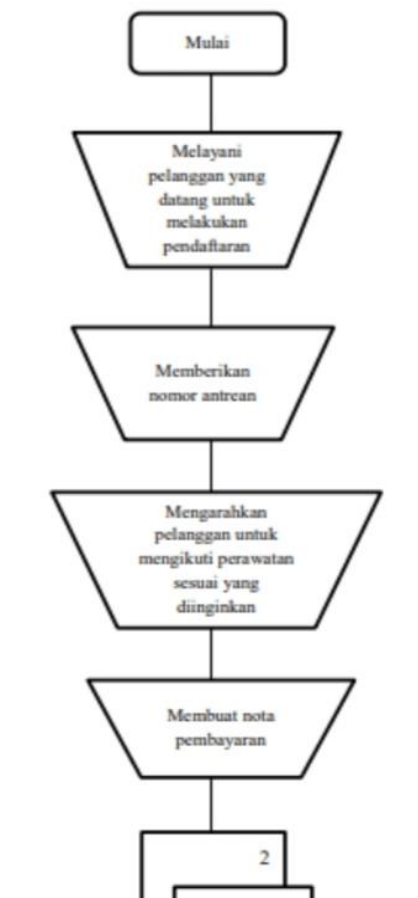 Mulai
Melayani
pelanggan yang
datang untuk
melakukan
pendaftaran
Memberikan
nomor antrean
Mengarahkan
pelanggan untuk
mengikuti perawatan
sesuai yang
diinginkan
Membuat nota
pembayaran
2